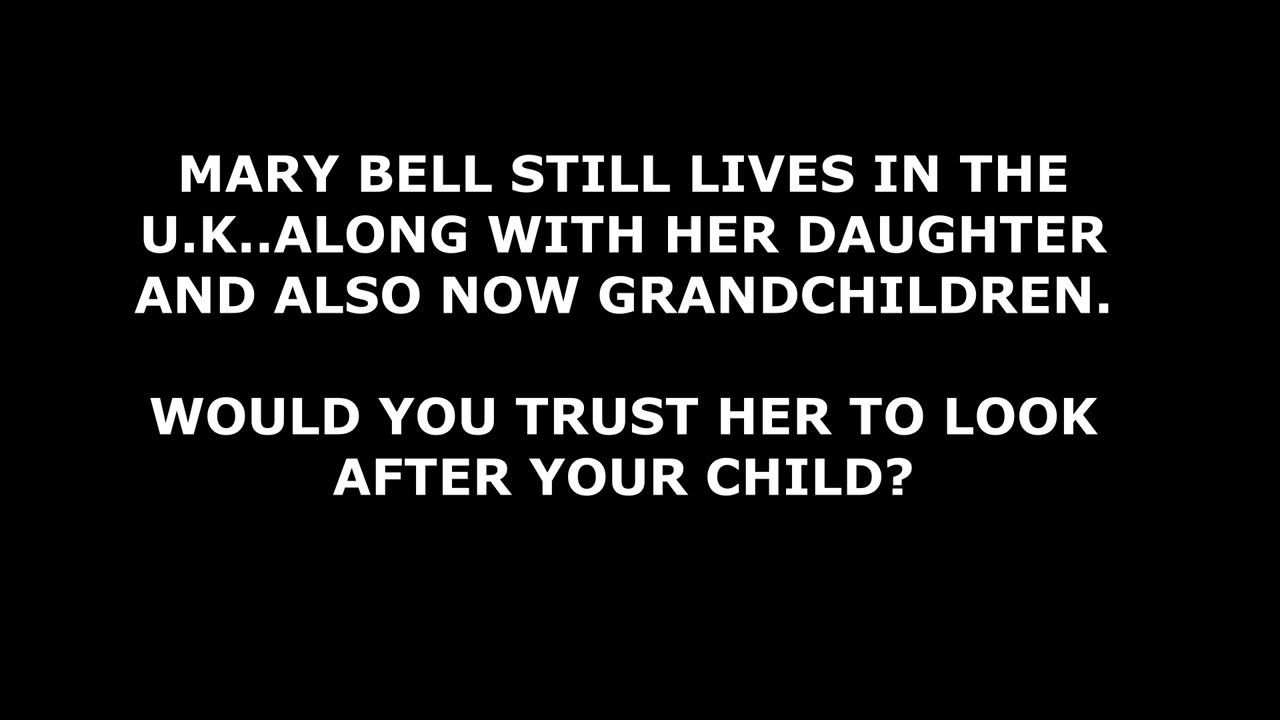 MARY BELL STILL LIVES IN THE
U.K..ALONG WITH HER DAUGHTER
AND ALSO NOW GRANDCHILDREN.
WOULD YOU TRUST HER TO LOOK
AFTER YOUR CHILD?